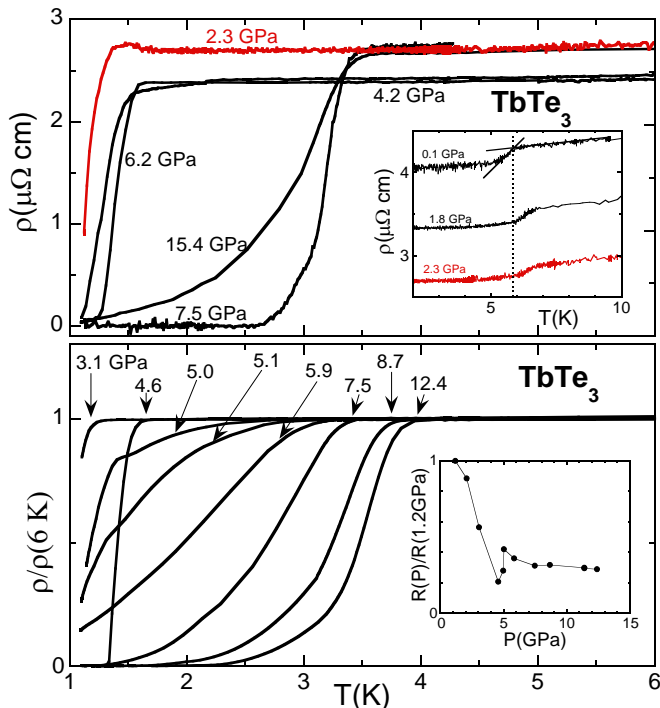 3
2.3 GPa
2
4.2 GPa
TbTe3
6.2 GPa
ρ(μΩ cm)
1
15.4 GPa
7.5 GPa
0
0.1 GPa
4
1.8 GPa
ρ(μΩ cm)
3
2.3 GPa
5
10
T(K)
3.1 GPa
4.6
5.0
5.1
5.9
7.5
8.7
12.4
TbTe3
1
ρ/ρ(6 K)
0
1
R(P)/R(1.2GPa)
0
0
5
10
15
P(GPa)
1
2
3
4
5
6
T(K)